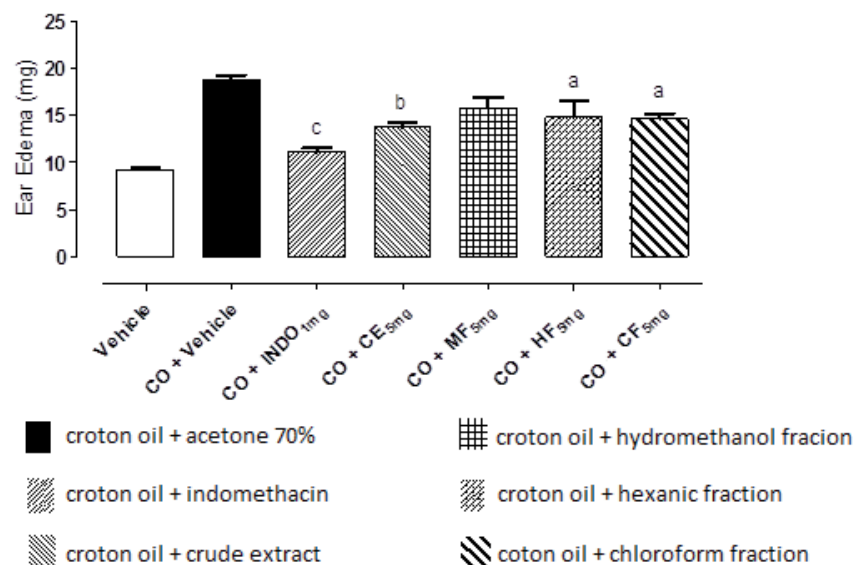 25
20
15
10
5
0
Ear Edema (mg)
c
b
a
a
Vehicle
CO + Vehicle
CO + INDO1mg
CO + CE5mg
CO + MF5mg
CO + HF5mg
CO + CF5mg
croton oil + acetone 70%
croton oil + hydromethanol fracion
croton oil + indomethacin
croton oil + hexanic fraction
croton oil + crude extract
coton oil + chloroform fraction